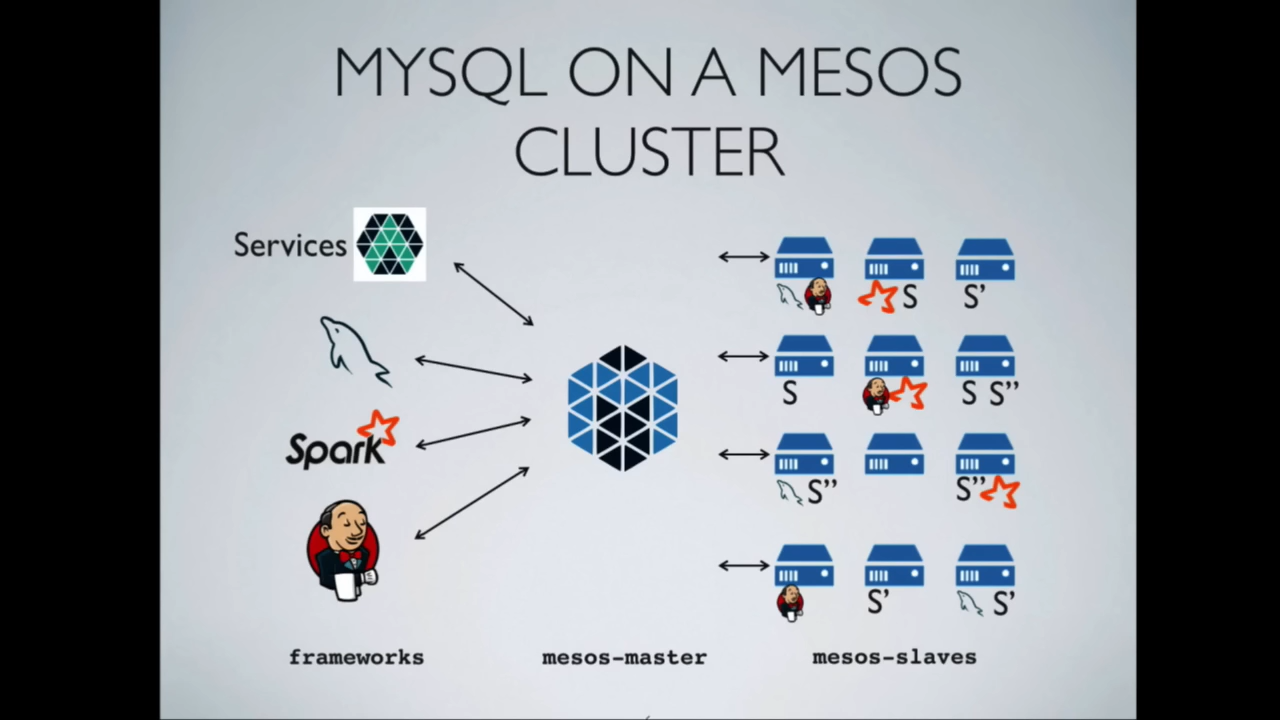 MYSQL ON A MESOS
CLUSTER
Services
Spark
S S'
S S S''
S'' S''
S' S'
frameworks mesos-master mesos-slaves